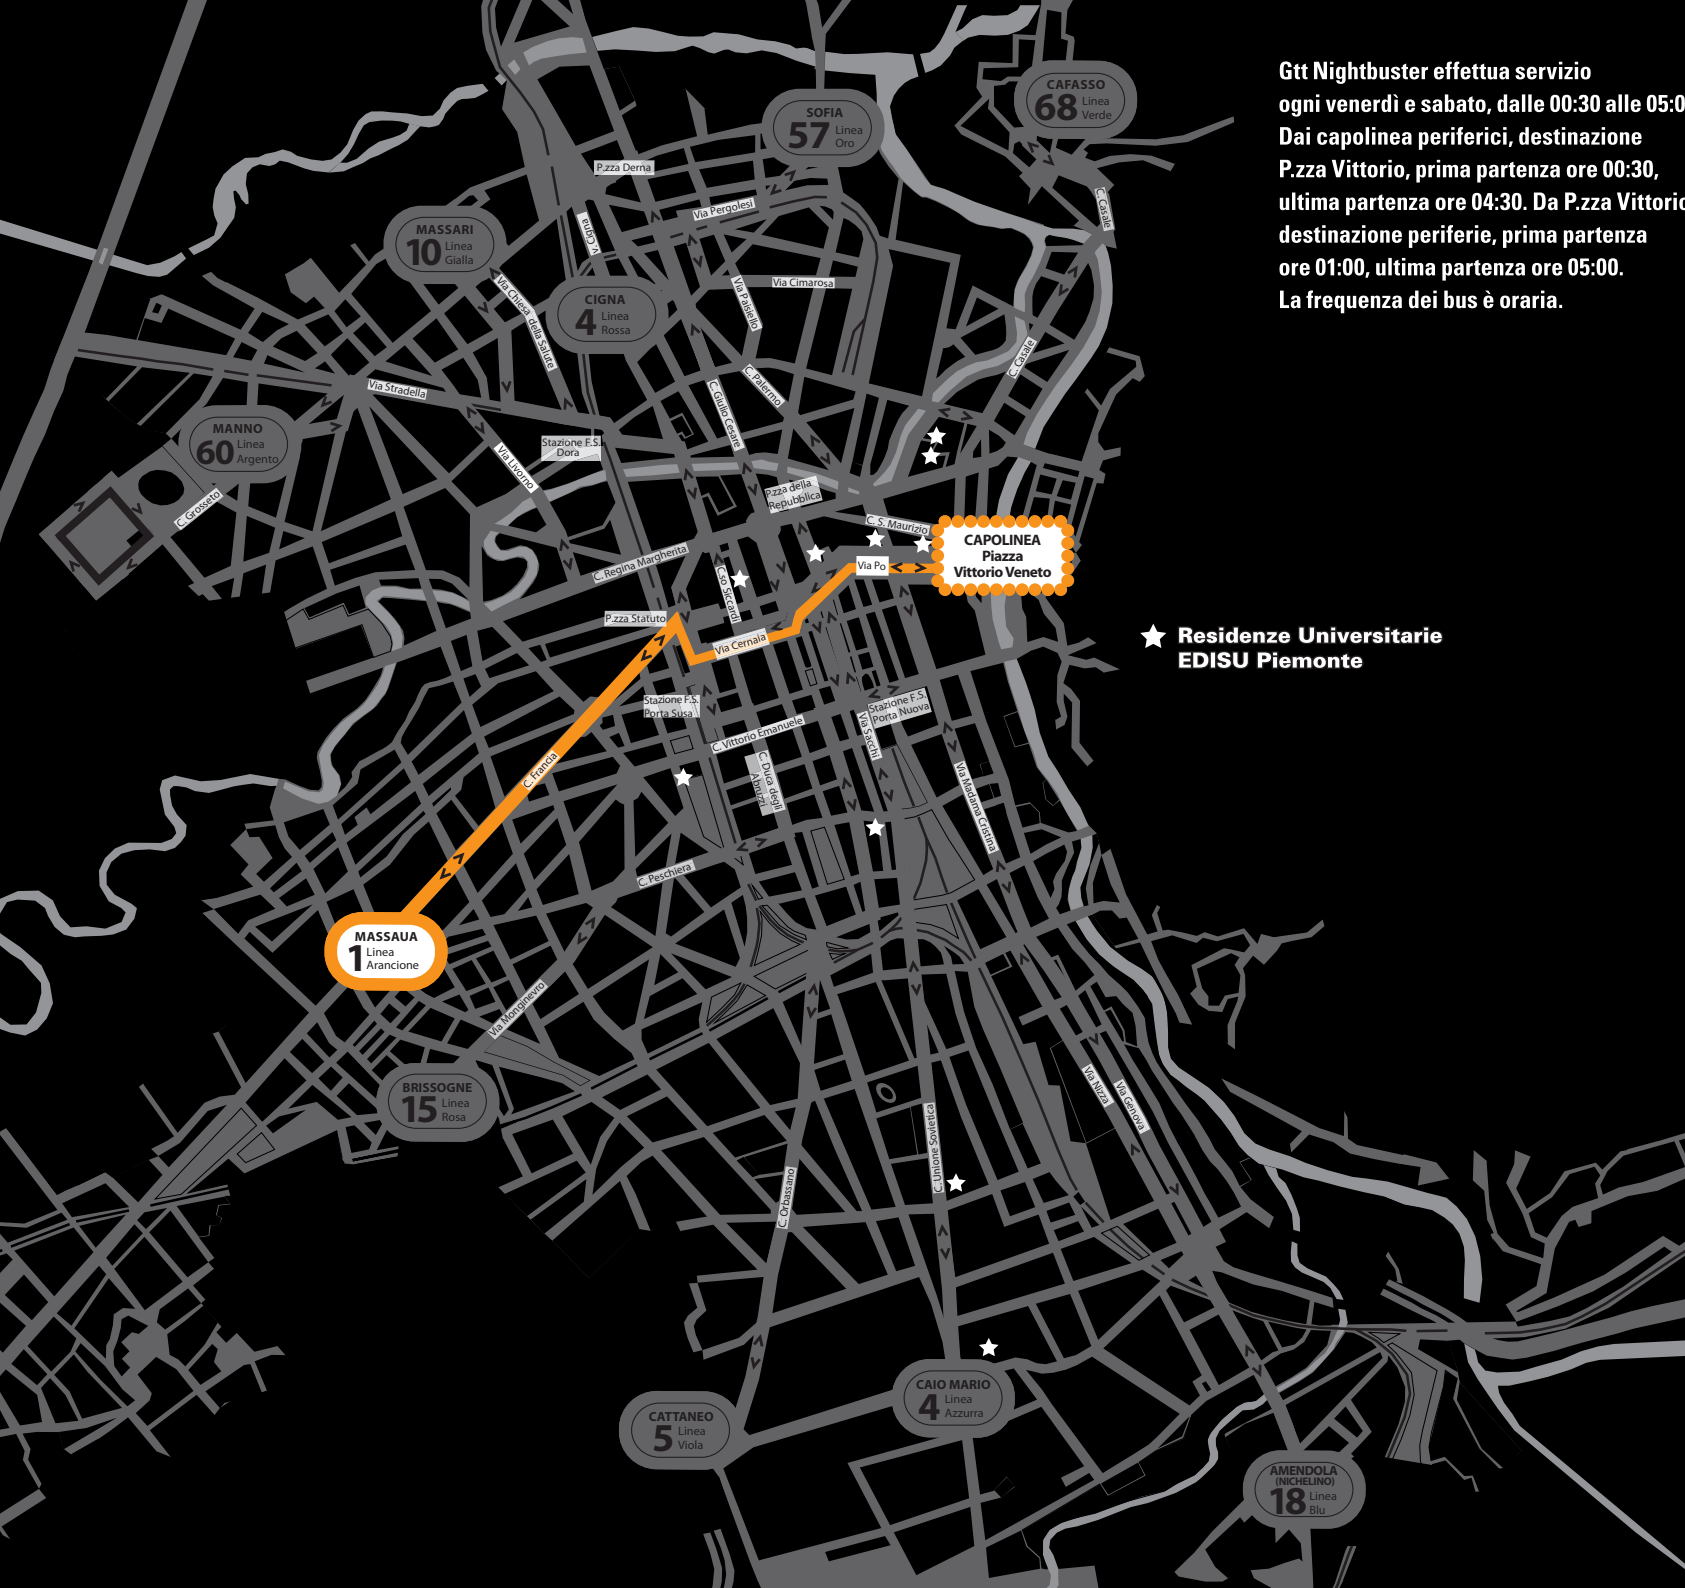 Gtt Nightbuster effettua servizio
ogni venerdì e sabato, dalle 00:30 alle 05:0
Dai capolinea periferici, destinazione
P.zza Vittorio, prima partenza ore 00:30,
ultima partenza ore 04:30. Da P.zza Vittorio
destinazione periferie, prima partenza
ore 01:00, ultima partenza ore 05:00.
La frequenza dei bus è oraria.
CAFASSO
68 Linea
Verde
SOFIA
57 Linea
Oro
P.zza Derna
C. Casale
Via Pergolesi
MASSARI
10 Linea
Gialla
v. Cigna
Via Chiesa della Salute
CIGNA
4 Linea
Rossa
Via Cimarosa
Via Paisiello
C. Casale
Via Stradella
C. Palermo
C. Giulio Cesare
MANNO
60 Linea
Argento
Stazione F.S.
Dora
Via Livorno
C. Grosseto
P.zza della
Repubblica
C. S. Maurizio
CAPOLINEA
Piazza
Vittorio Veneto
Via Po
C. Regina Margherita
C.so Siccardi
P.zza Statuto
Via Cernaia
Residenze Universitarie
EDISU Piemonte
Stazione F.S.
Porta Susa
Stazione F.S.
Porta Nuova
C. Vittorio Emanuele
Via Sacchi
C. Duca degli
Abruzzi
C. Francia
Via Madama Cristina
C. Peschiera
MASSAUA
1 Linea
Arancione
Via Monginevro
BRISSOGNE
15 Linea
Rosa
Via Nizza
Via Genova
C. Unione Sovietica
C. Orbassano
CAIO MARIO
4 Linea
Azzurra
CATTANEO
5 Linea
Viola
AMENDOLA
(NICHELINO)
18 Linea
Blu